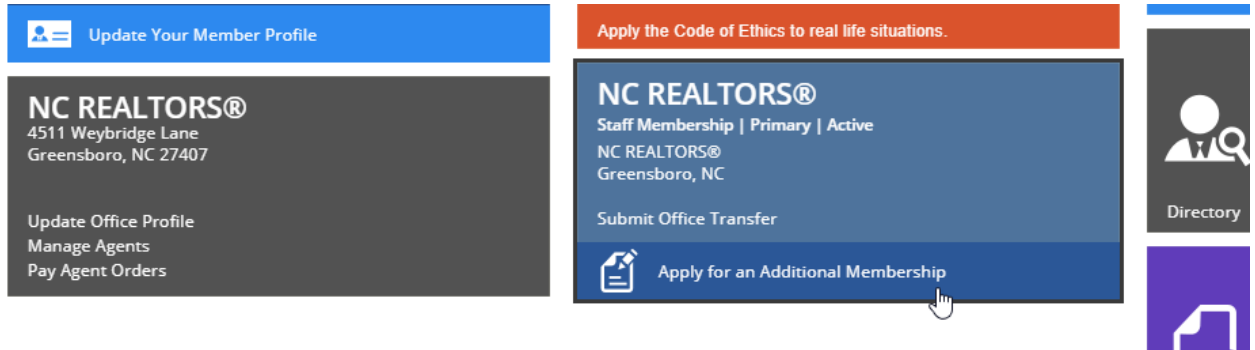 Update Your Member Profile
NC REALTORS®
4511 Weybridge Lane
Greensboro, NC 27407
Update Office Profile
Manage Agents
Pay Agent Orders
Apply the Code of Ethics to real life situations.
NC REALTORS®
Staff Membership | Primary | Active
NC REALTORS®
Greensboro, NC
Submit Office Transfer
Apply for an Additional Membership
Directory